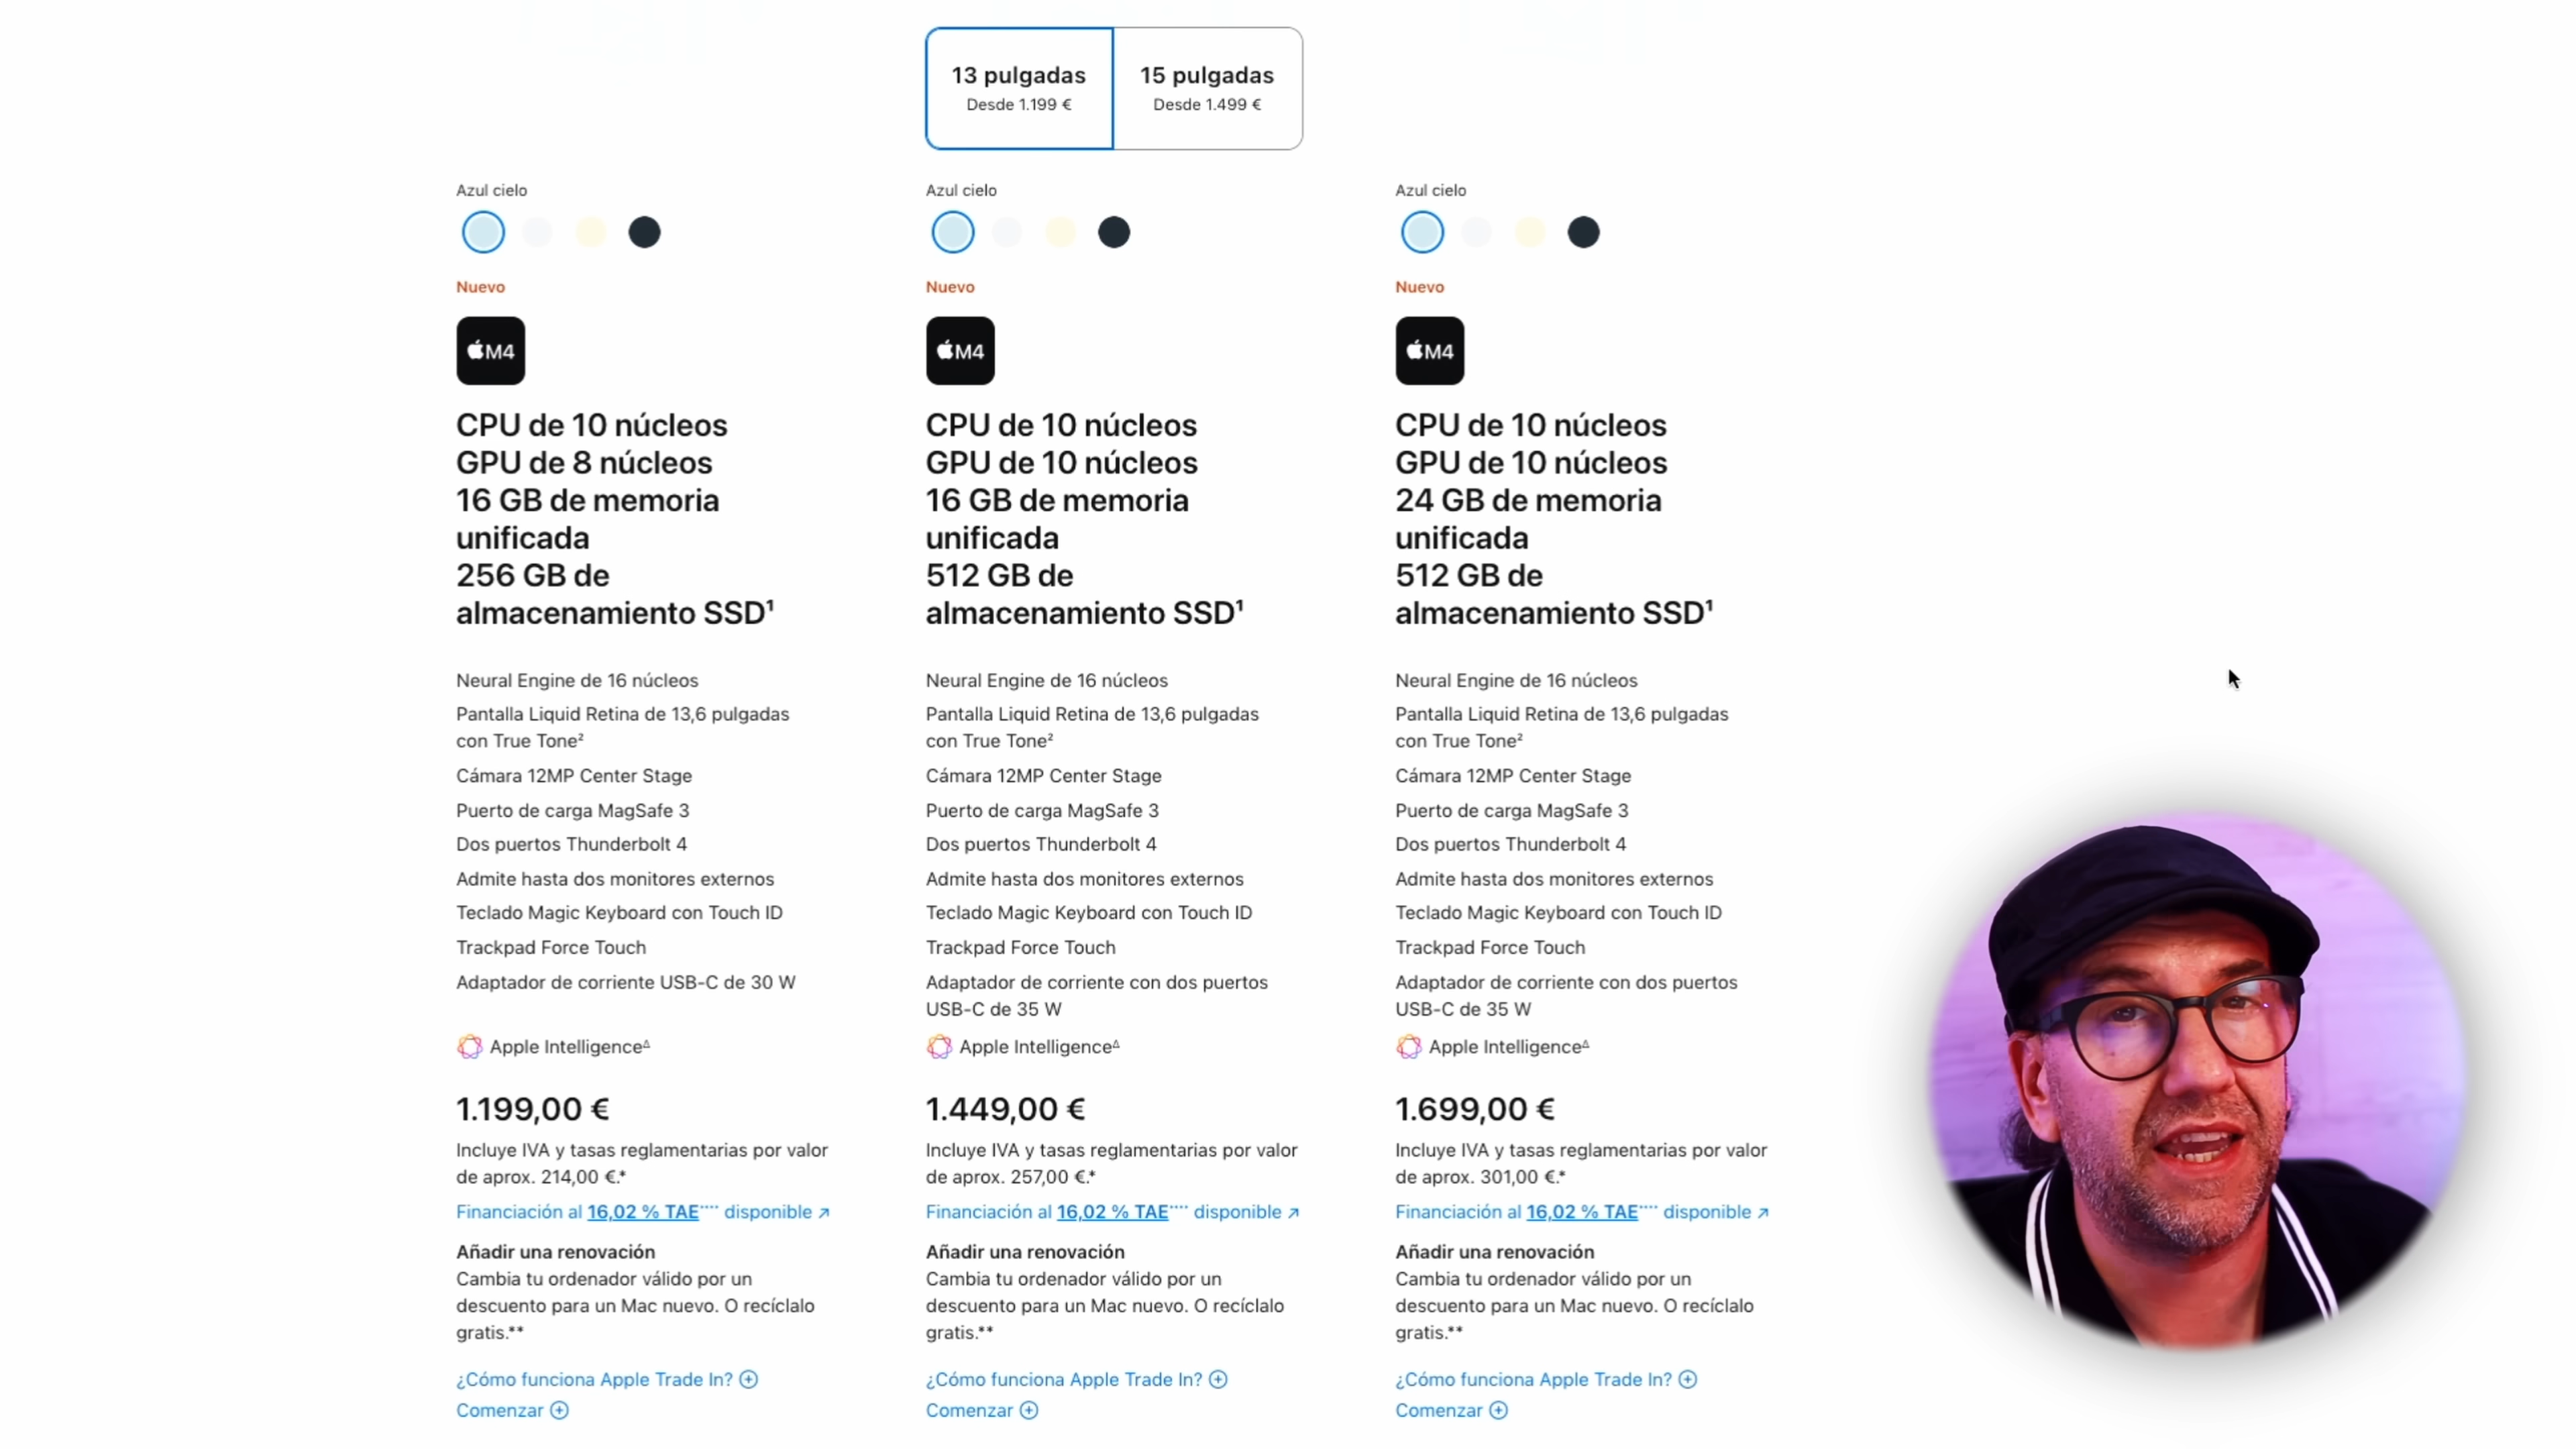 13 pulgadas
Desde 1.199 €
15 pulgadas
Desde 1.499 €
Azul cielo
Nuevo
M4
CPU de 10 núcleos
GPU de 8 núcleos
16 GB de memoria
unificada
256 GB de
almacenamiento SSD¹
Neural Engine de 16 núcleos
Pantalla Liquid Retina de 13,6 pulgadas
con True Tone²
Cámara 12MP Center Stage
Puerto de carga MagSafe 3
Dos puertos Thunderbolt 4
Admite hasta dos monitores externos
Teclado Magic Keyboard con Touch ID
Trackpad Force Touch
Adaptador de corriente USB-C de 30 W
Apple Intelligence∆
1.199,00 €
Incluye IVA y tasas reglamentarias por valor
de aprox. 214,00 €.*
Financiación al 16,02 % TAE**** disponible ↗
Añadir una renovación
Cambia tu ordenador válido por un
descuento para un Mac nuevo. O recíclalo
gratis.**
¿Cómo funciona Apple Trade In?
Comenzar
Azul cielo
Nuevo
M4
CPU de 10 núcleos
GPU de 10 núcleos
16 GB de memoria
unificada
512 GB de
almacenamiento SSD¹
Neural Engine de 16 núcleos
Pantalla Liquid Retina de 13,6 pulgadas
con True Tone²
Cámara 12MP Center Stage
Puerto de carga MagSafe 3
Dos puertos Thunderbolt 4
Admite hasta dos monitores externos
Teclado Magic Keyboard con Touch ID
Trackpad Force Touch
Adaptador de corriente con dos puertos
USB-C de 35 W
Apple Intelligence∆
1.449,00 €
Incluye IVA y tasas reglamentarias por valor
de aprox. 257,00 €.*
Financiación al 16,02 % TAE**** disponible ↗
Añadir una renovación
Cambia tu ordenador válido por un
descuento para un Mac nuevo. O recíclalo
gratis.**
¿Cómo funciona Apple Trade In?
Comenzar
Azul cielo
Nuevo
M4
CPU de 10 núcleos
GPU de 10 núcleos
24 GB de memoria
unificada
512 GB de
almacenamiento SSD¹
Neural Engine de 16 núcleos
Pantalla Liquid Retina de 13,6 pulgadas
con True Tone²
Cámara 12MP Center Stage
Puerto de carga MagSafe 3
Dos puertos Thunderbolt 4
Admite hasta dos monitores externos
Teclado Magic Keyboard con Touch ID
Trackpad Force Touch
Adaptador de corriente con dos puertos
USB-C de 35 W
Apple Intelligence∆
1.699,00 €
Incluye IVA y tasas reglamentarias por valor
de aprox. 301,00 €.*
Financiación al 16,02 % TAE**** disponible ↗
Añadir una renovación
Cambia tu ordenador válido por un
descuento para un Mac nuevo. O recíclalo
gratis.**
¿Cómo funciona Apple Trade In?
Comenzar